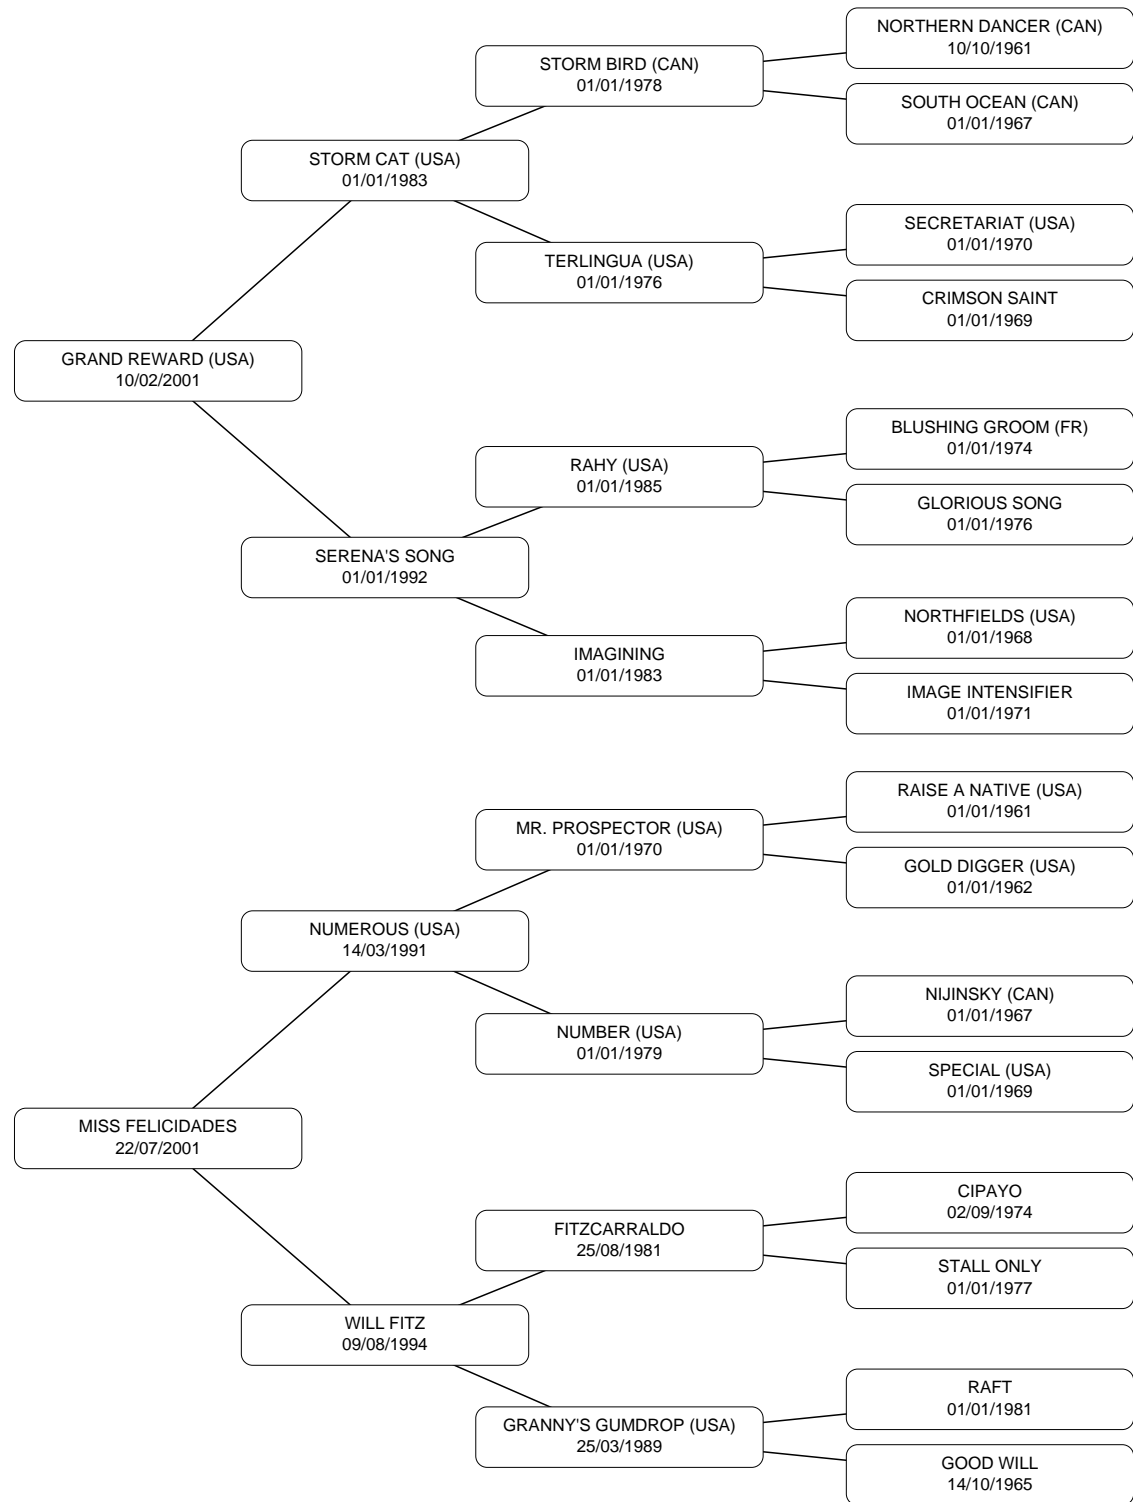 NORTHERN DANCER (CAN)
10/10/1961
STORM BIRD (CAN)
01/01/1978
SOUTH OCEAN (CAN)
01/01/1967
STORM CAT (USA)
01/01/1983
SECRETARIAT (USA)
01/01/1970
TERLINGUA (USA)
01/01/1976
CRIMSON SAINT
01/01/1969
GRAND REWARD (USA)
10/02/2001
BLUSHING GROOM (FR)
01/01/1974
RAHY (USA)
01/01/1985
GLORIOUS SONG
01/01/1976
SERENA'S SONG
01/01/1992
NORTHFIELDS (USA)
01/01/1968
IMAGINING
01/01/1983
IMAGE INTENSIFIER
01/01/1971
RAISE A NATIVE (USA)
01/01/1961
MR. PROSPECTOR (USA)
01/01/1970
GOLD DIGGER (USA)
01/01/1962
NUMEROUS (USA)
14/03/1991
NIJINSKY (CAN)
01/01/1967
NUMBER (USA)
01/01/1979
SPECIAL (USA)
01/01/1969
MISS FELICIDADES
22/07/2001
CIPAYO
02/09/1974
FITZCARRALDO
25/08/1981
STALL ONLY
01/01/1977
WILL FITZ
09/08/1994
RAFT
01/01/1981
GRANNY'S GUMDROP (USA)
25/03/1989
GOOD WILL
14/10/1965